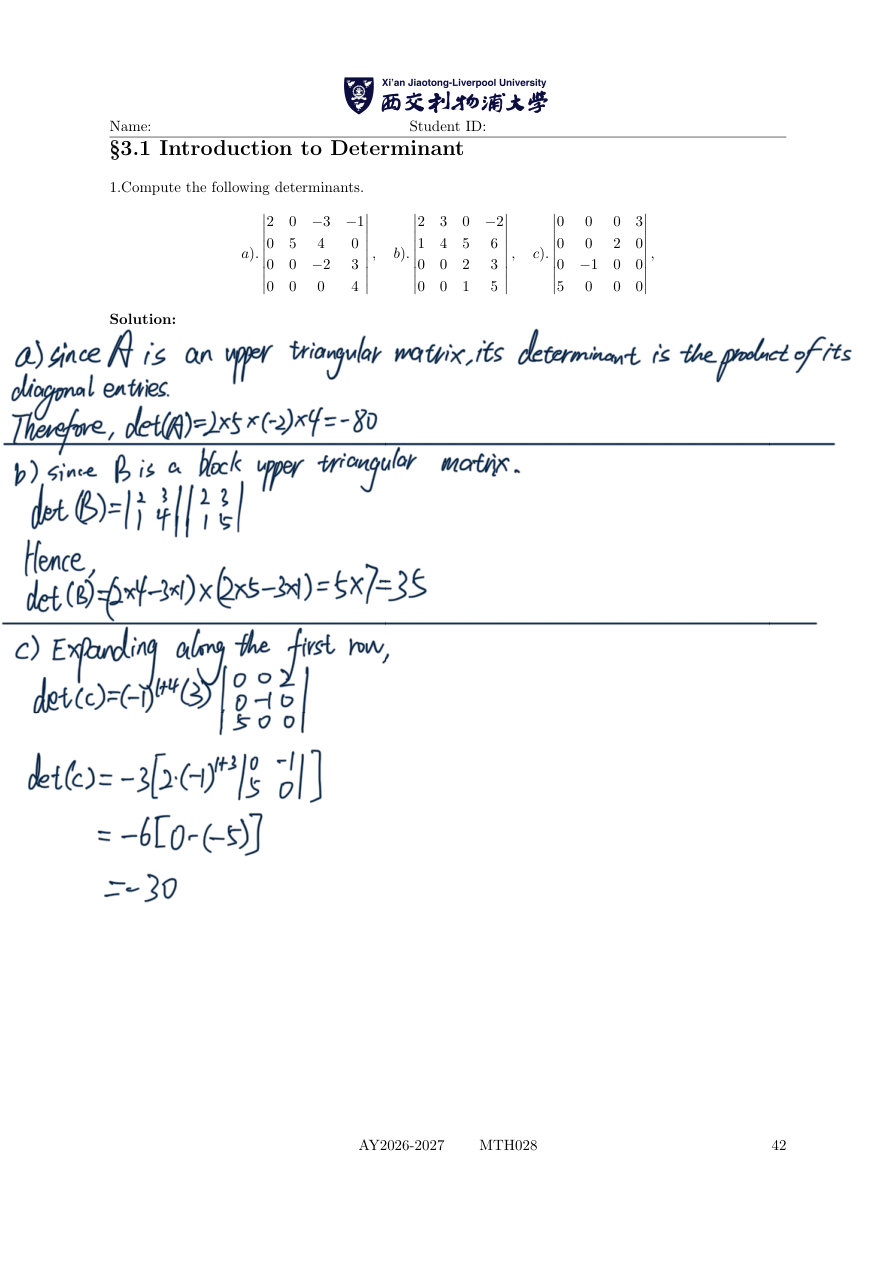 Xi'an Jiaotong-Liverpool University
西交利物浦大学
Name: Student ID:
§3.1 Introduction to Determinant
1.Compute the following determinants.
a). |2 0 −3 −1| , b). |2 3 0 −2| , c). |0 0 0 3| ,
|0 5 4 0| |1 4 5 6| |0 0 2 0|
|0 0 −2 3| |0 0 2 3| |0 −1 0 0|
|0 0 0 4| |0 0 1 5| |5 0 0 0|
Solution:
a) since A is an upper triangular matrix, its determinant is the product of its
diagonal entries.
Therefore, det(A)=2×5×(-2)×4=-80
b) since B is a block upper triangular matrix.
det(B)=|2 3| |2 3|
|1 4| |1 5|
Hence,
det(B)=(2×4-3×1)×(2×5-3×1)=5×7=35
c) Expanding along the first row,
det(c)=(-1)^{1+4}(3) |0 0 2|
|0 -1 0|
|5 0 0|
det(c)= -3[2·(-1)^{1+3} |0 -1| ]
|5 0|
= -6[0-(-5)]
=-30
AY2026-2027 MTH028 42